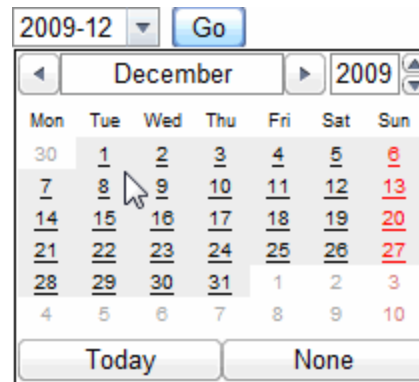 2009-12 Go
December 2009
Mon Tue Wed Thu Fri Sat Sun
30 1 2 3 4 5 6
7 8 9 10 11 12 13
14 15 16 17 18 19 20
21 22 23 24 25 26 27
28 29 30 31 1 2 3
4 5 6 7 8 9 10
Today None